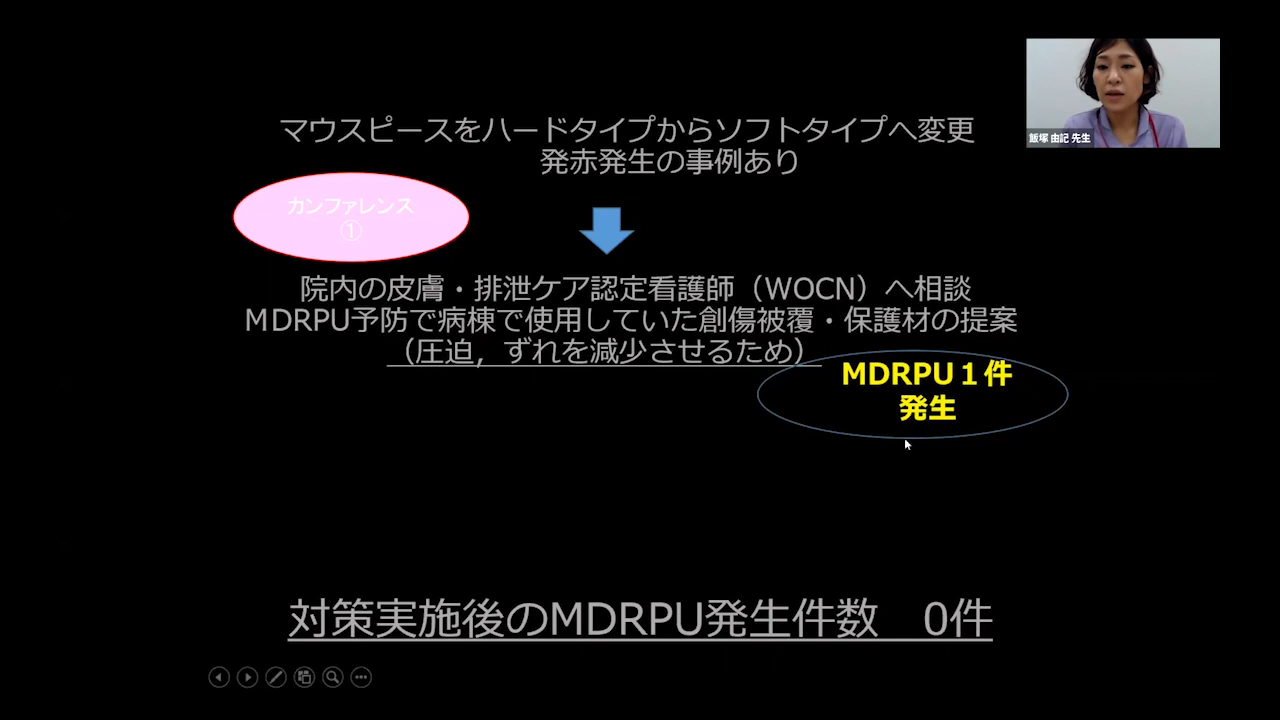 マウスピースをハードタイプからソフトタイプへ変更
発赤発生の事例あり
カンファレンス
①
院内の皮膚・排泄ケア認定看護師（WOCN）へ相談
MDRPU予防で病棟で使用していた創傷被覆・保護材の提案
（圧迫，ずれを減少させるため）
MDRPU１件
発生
対策実施後のMDRPU発生件数　0件
飯塚 由記 先生